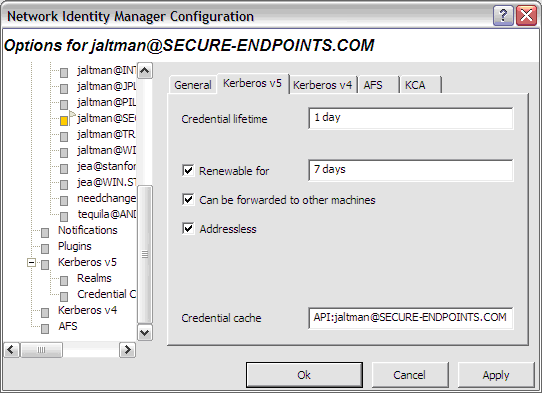 Network Identity Manager Configuration
Options for jaltman@SECURE-ENDPOINTS.COM
jaltman@INT
jaltman@JPL
jaltman@PIL
jaltman@SEC
jaltman@TR
jaltman@WI
jea@stanfor
jea@WIN.ST
needchange
tequila@AND
Notifications
Plugins
Kerberos v5
Realms
Credential C
Kerberos v4
AFS
General Kerberos v5 Kerberos v4 AFS KCA
Credential lifetime 1 day
Renewable for 7 days
Can be forwarded to other machines
Addressless
Credential cache API:jaltman@SECURE-ENDPOINTS.COM
Ok Cancel Apply